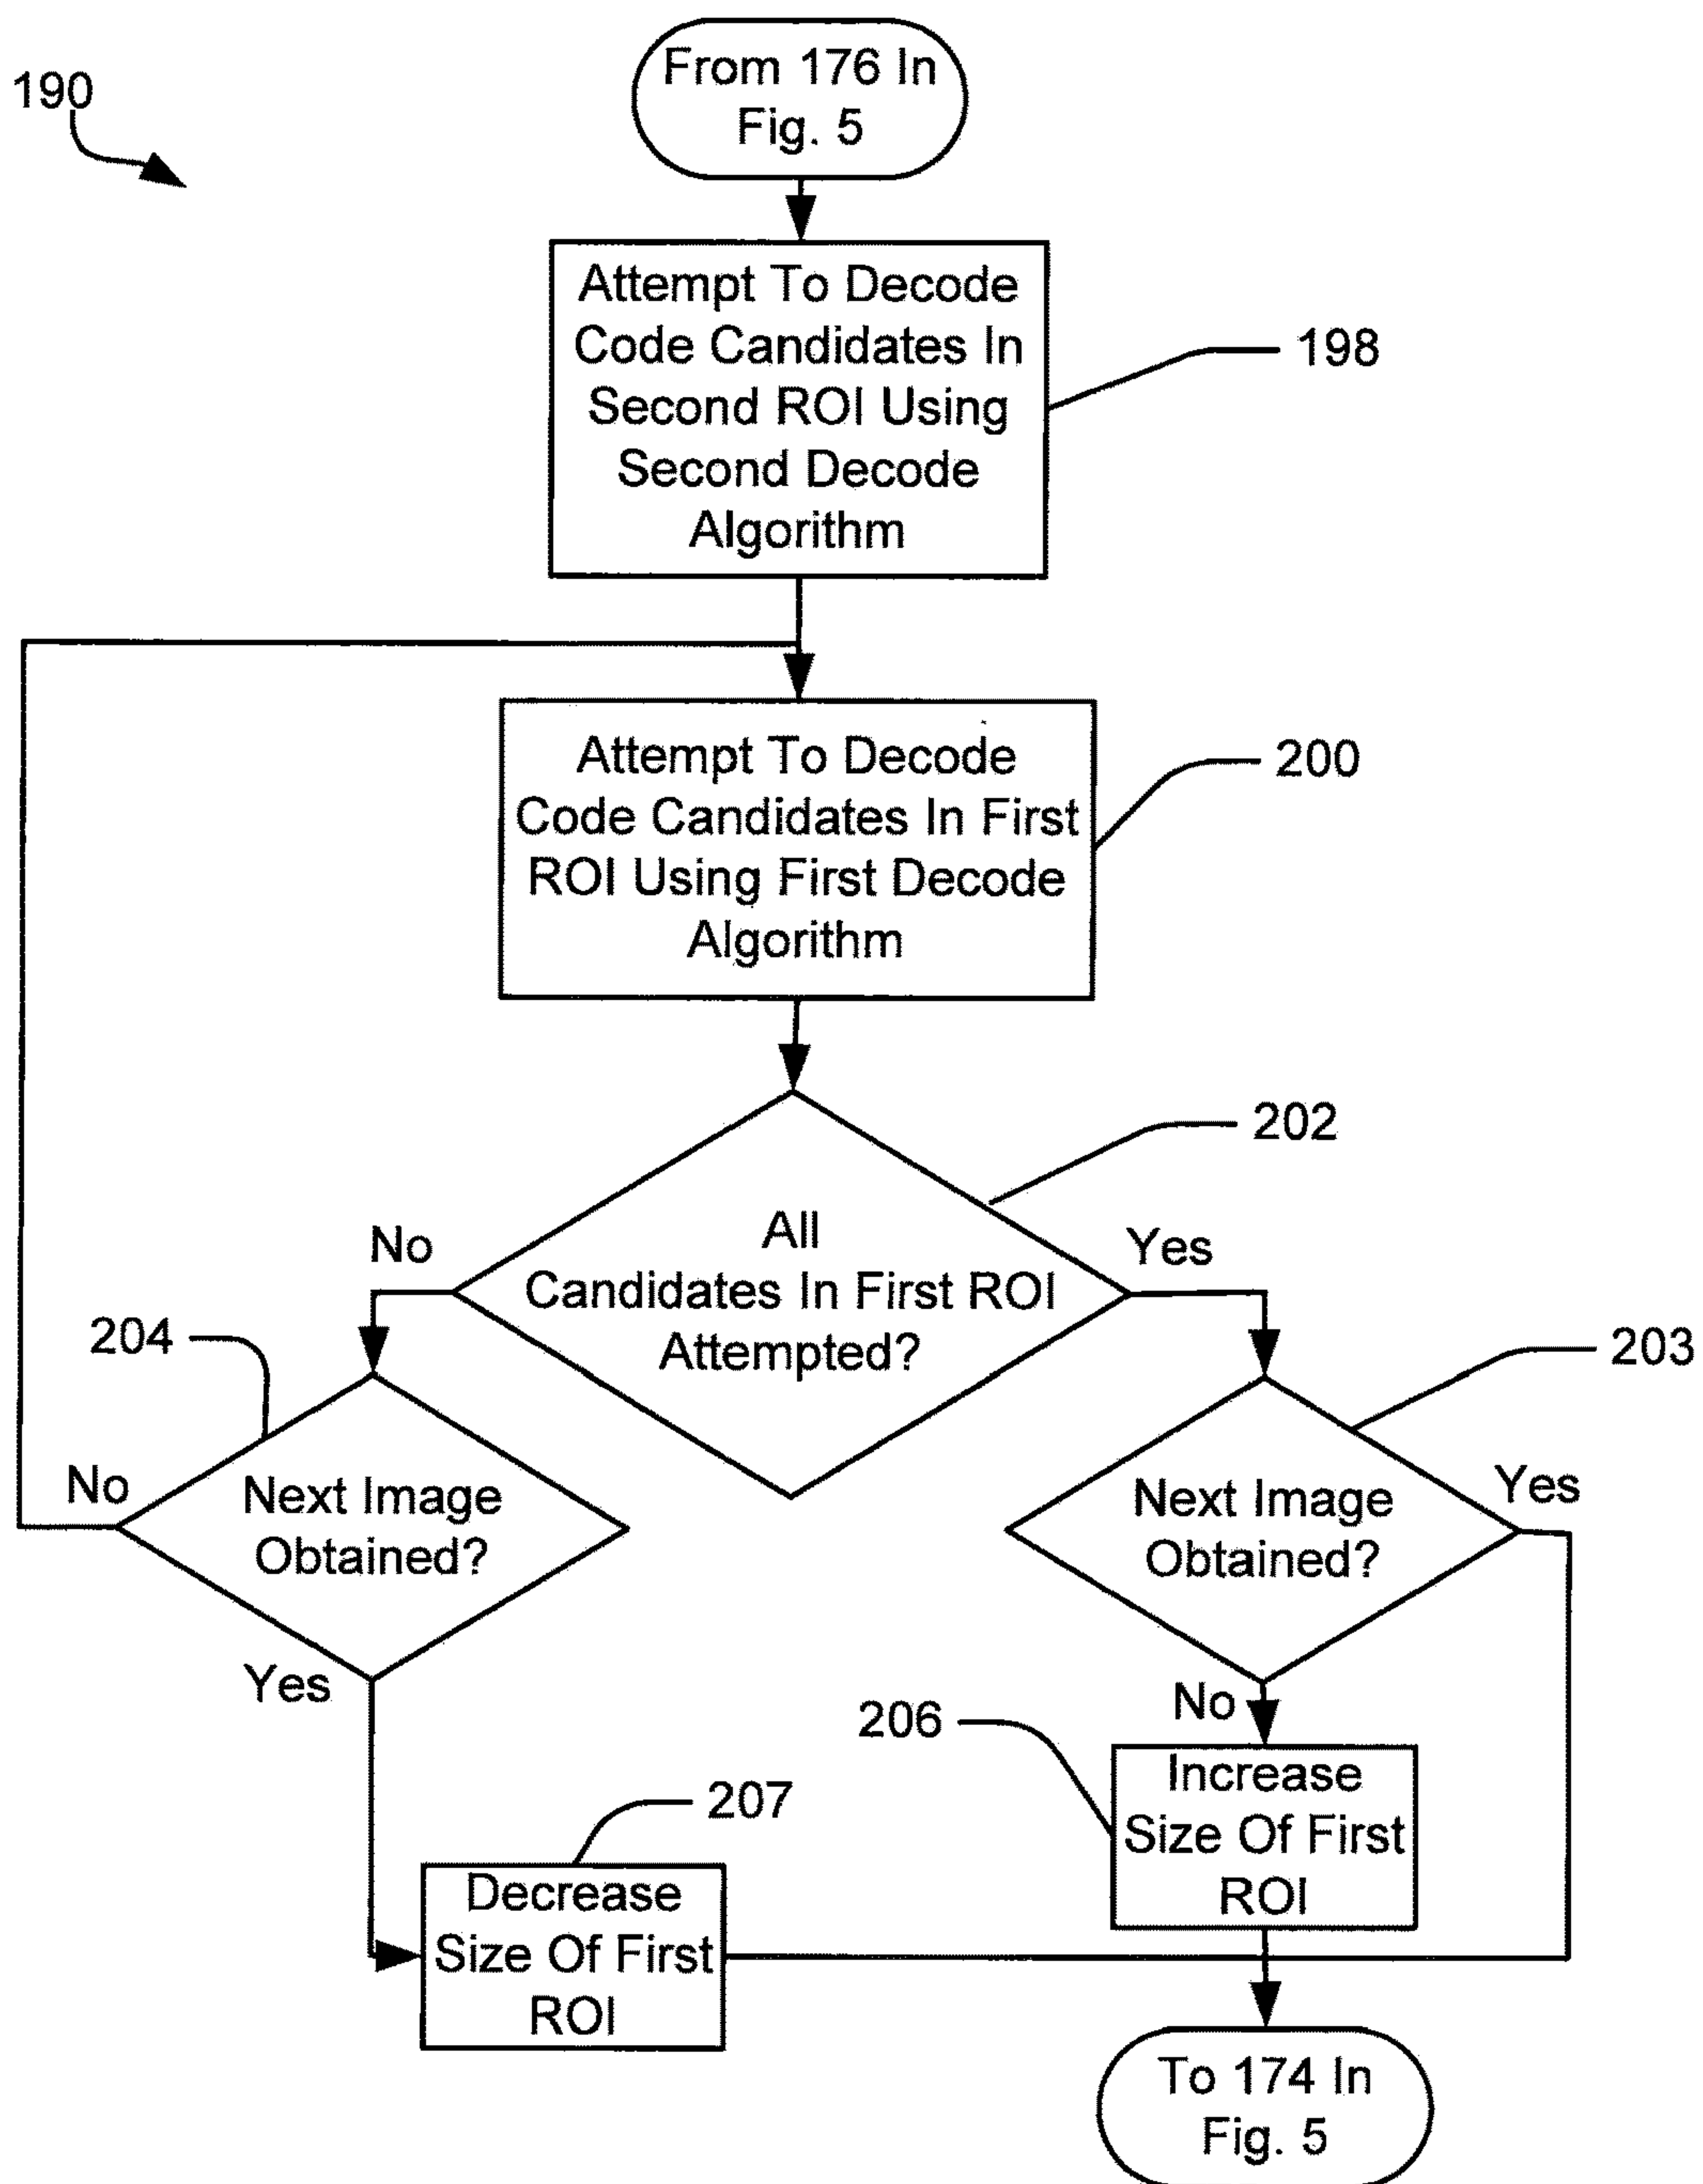 190
From 176 In
Fig. 5
Attempt To Decode
Code Candidates In
Second ROI Using
Second Decode
Algorithm
198
Attempt To Decode
Code Candidates In First
ROI Using First Decode
Algorithm
200
202
All
Candidates In First ROI
Attempted?
No
Yes
204
203
Next Image
Obtained?
No
Yes
Next Image
Obtained?
Yes
No
206
Increase
Size Of First
ROI
207
Decrease
Size Of First
ROI
To 174 In
Fig. 5